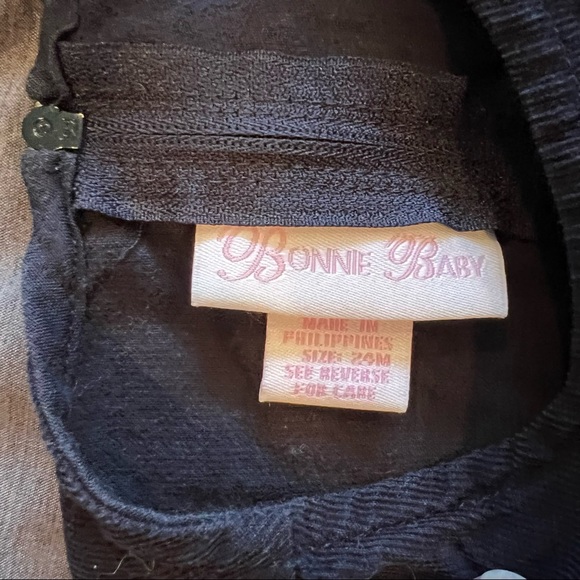 BONNIE BABY
MADE IN
PHILIPPINES
SIZE: 24M
SEE REVERSE
FOR CARE